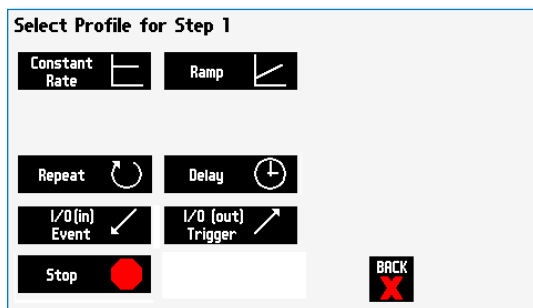 Select Profile for Step 1
Constant
Rate
Ramp
Repeat
Delay
I/O(in)
Event
I/O (out)
Trigger
Stop
BACK
X